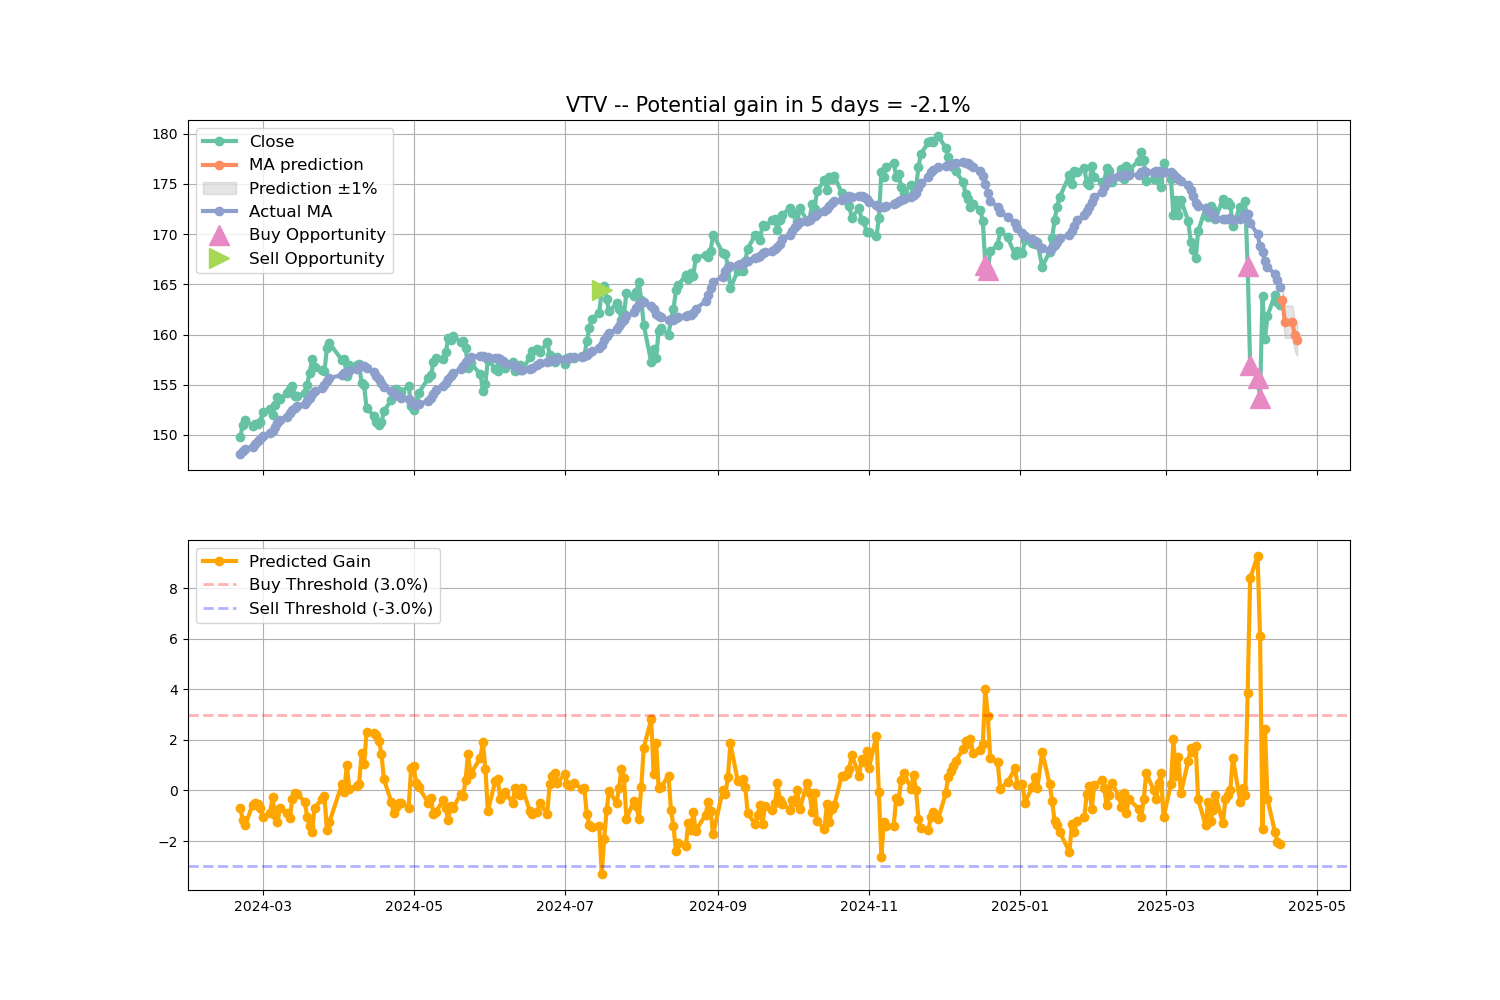 VTV -- Potential gain in 5 days = -2.1%
180
175
170
165
160
155
150
Close
MA prediction
Prediction ±1%
Actual MA
Buy Opportunity
Sell Opportunity
8
6
4
2
0
−2
Predicted Gain
Buy Threshold (3.0%)
Sell Threshold (-3.0%)
2024-03
2024-05
2024-07
2024-09
2024-11
2025-01
2025-03
2025-05